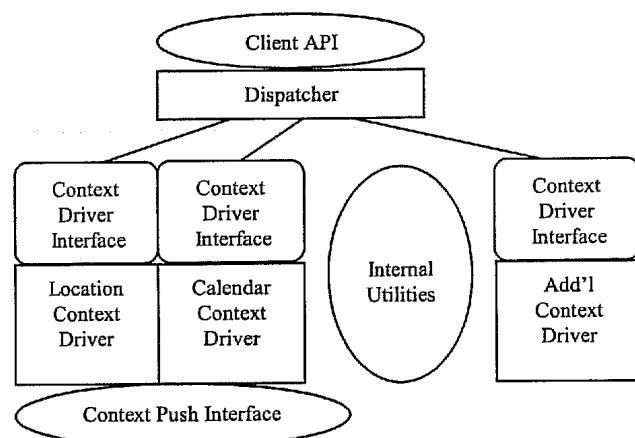 Client API
Dispatcher
Context
Driver
Interface
Context
Driver
Interface
Context
Driver
Interface
Internal
Utilities
Location
Context
Driver
Calendar
Context
Driver
Add'l
Context
Driver
Context Push Interface